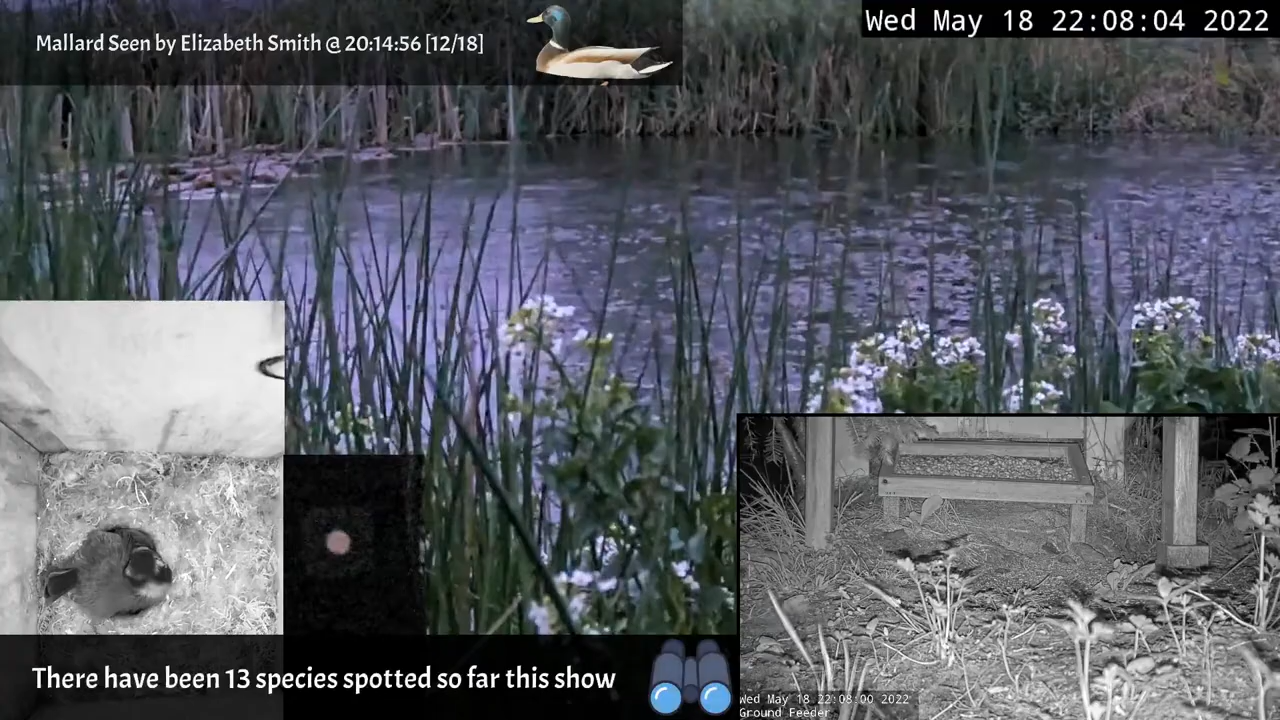 Mallard Seen by Elizabeth Smith @ 20:14:56 [12/18]
Wed May 18 22:08:04 2022
There have been 13 species spotted so far this show
Wed May 18 22:08:00 2022
Ground Feeder